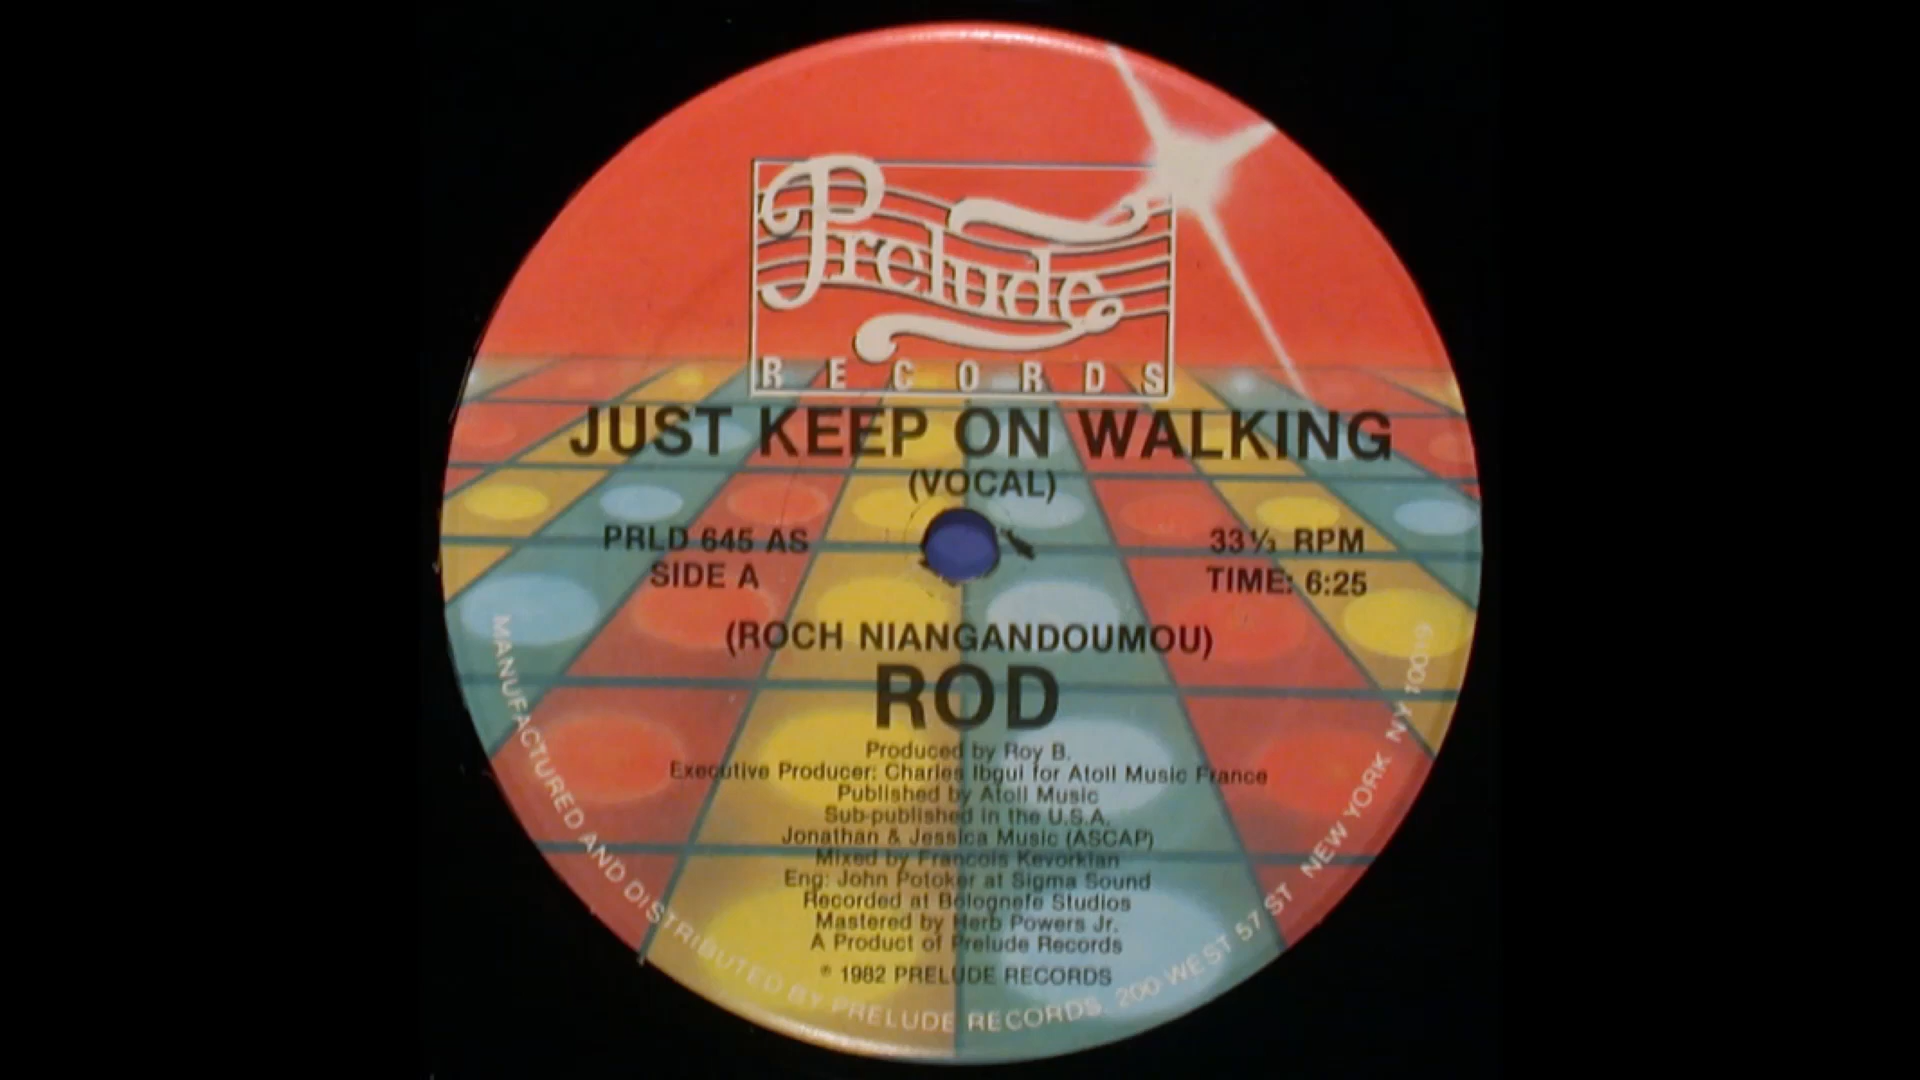 Prelude
RECORDS
JUST KEEP ON WALKING
(VOCAL)
PRLD 645 AS
SIDE A
33⅓ RPM
TIME: 6:25
(ROCH NIANGANDOUMOU)
ROD
Produced by Roy B.
Executive Producer: Charles Ibgui for Atoll Music France
Published by Atoll Music
Sub-published in the U.S.A.
Jonathan & Jessica Music (ASCAP)
Mixed by Francois Kevorkian
Eng: John Potoker at Sigma Sound
Recorded at Bolognefe Studios
Mastered by Herb Powers Jr.
A Product of Prelude Records
℗ 1982 PRELUDE RECORDS
MANUFACTURED AND DISTRIBUTED BY PRELUDE RECORDS. 200 WEST 57 ST NEW YORK NY 10019